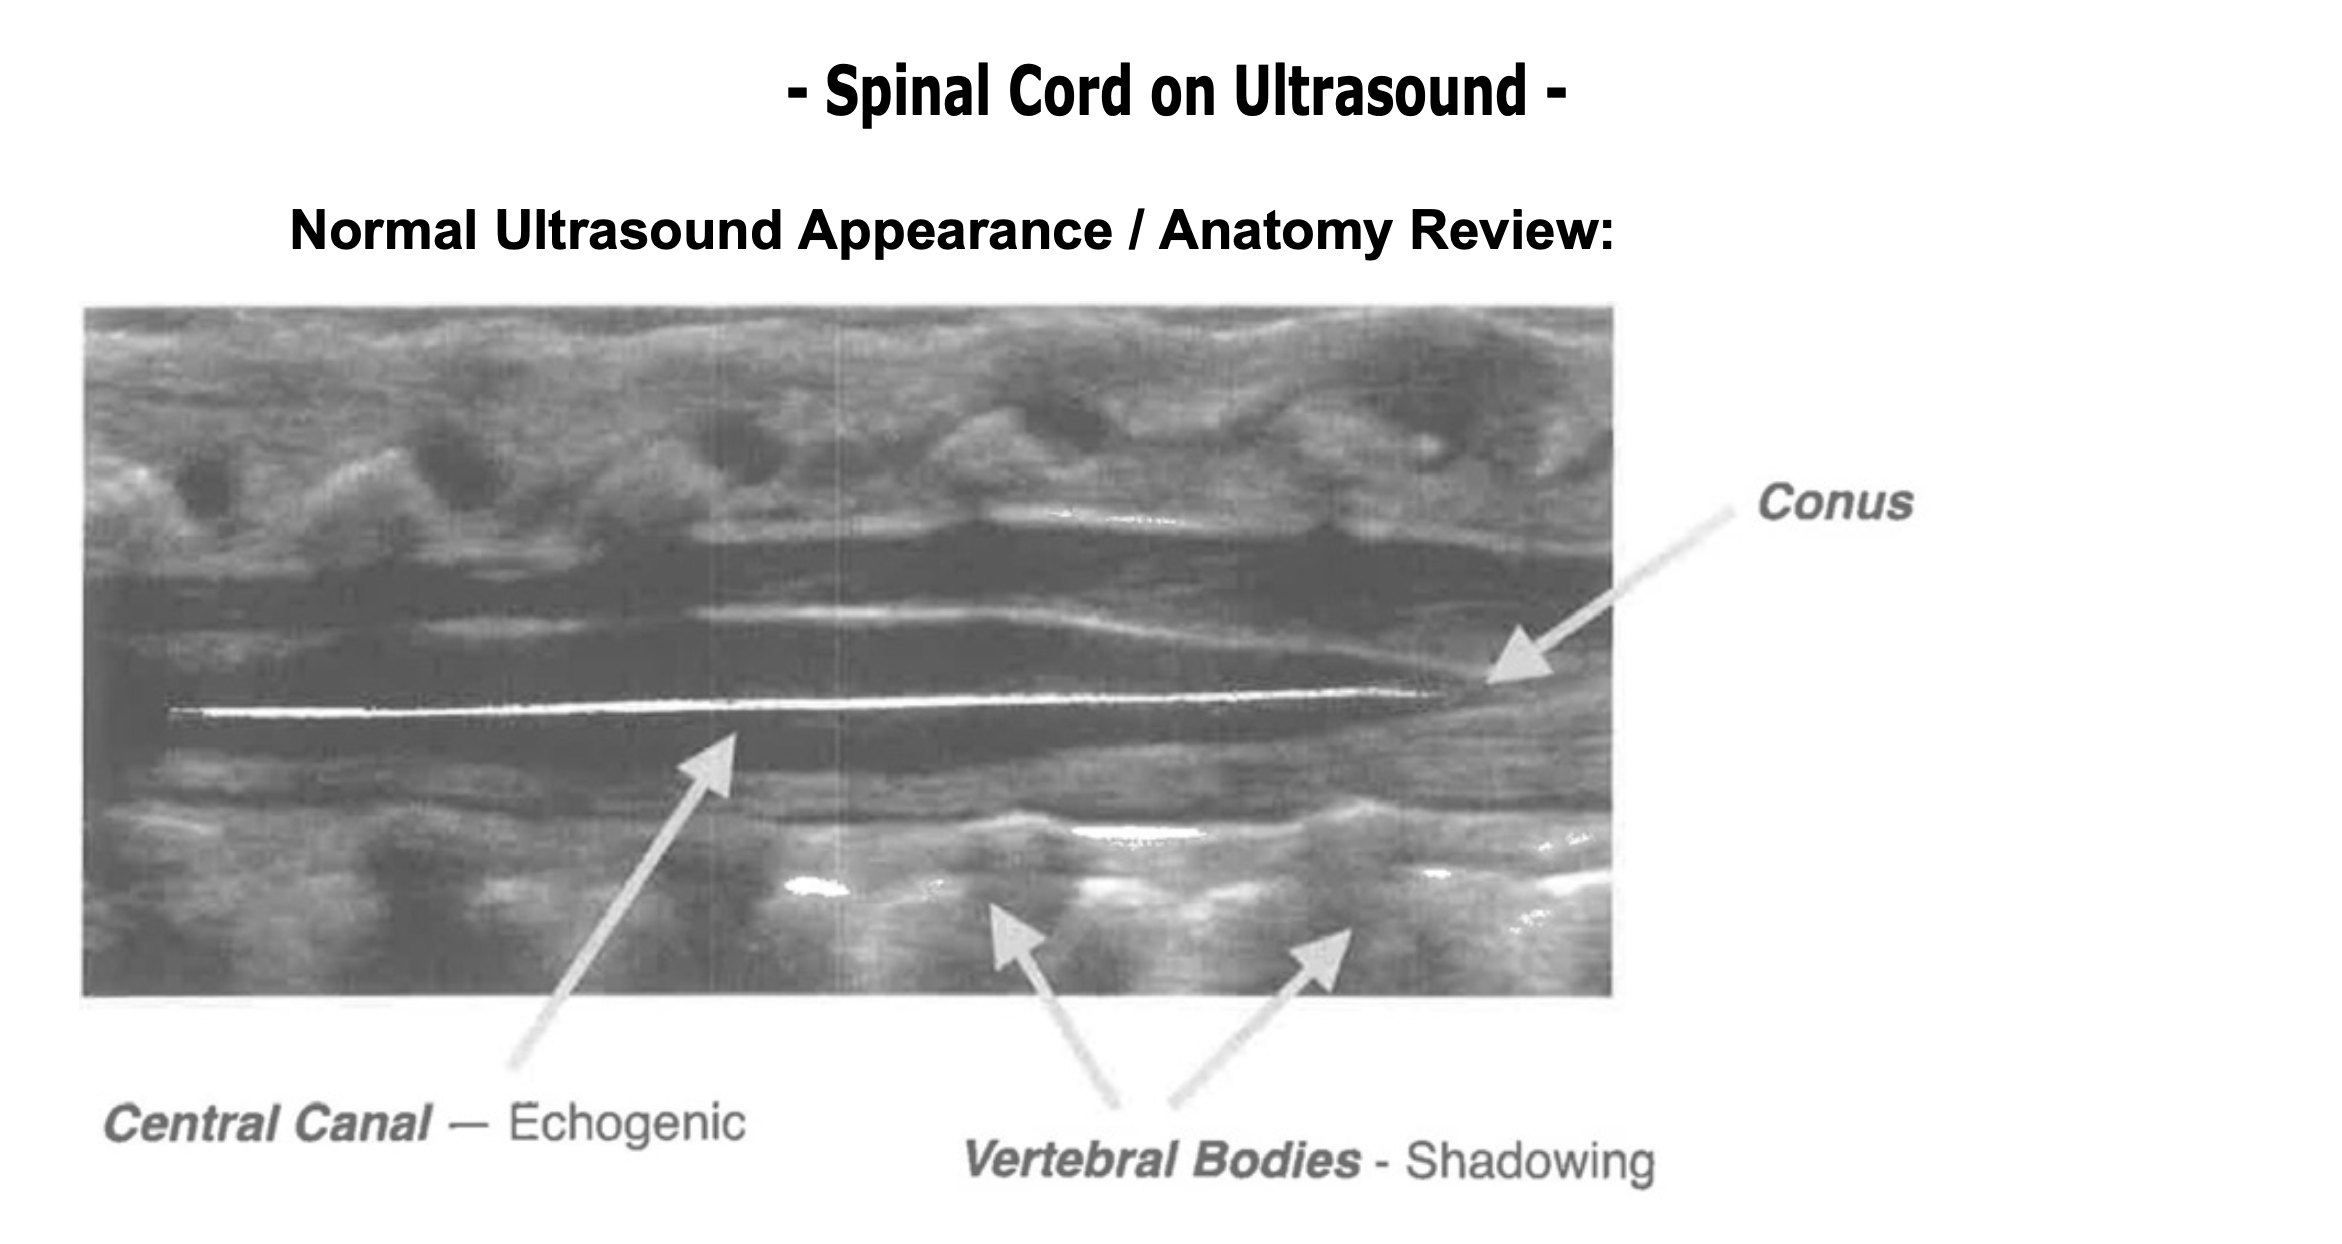 - Spinal Cord on Ultrasound -
Normal Ultrasound Appearance / Anatomy Review:
Conus
Central Canal — Echogenic
Vertebral Bodies - Shadowing